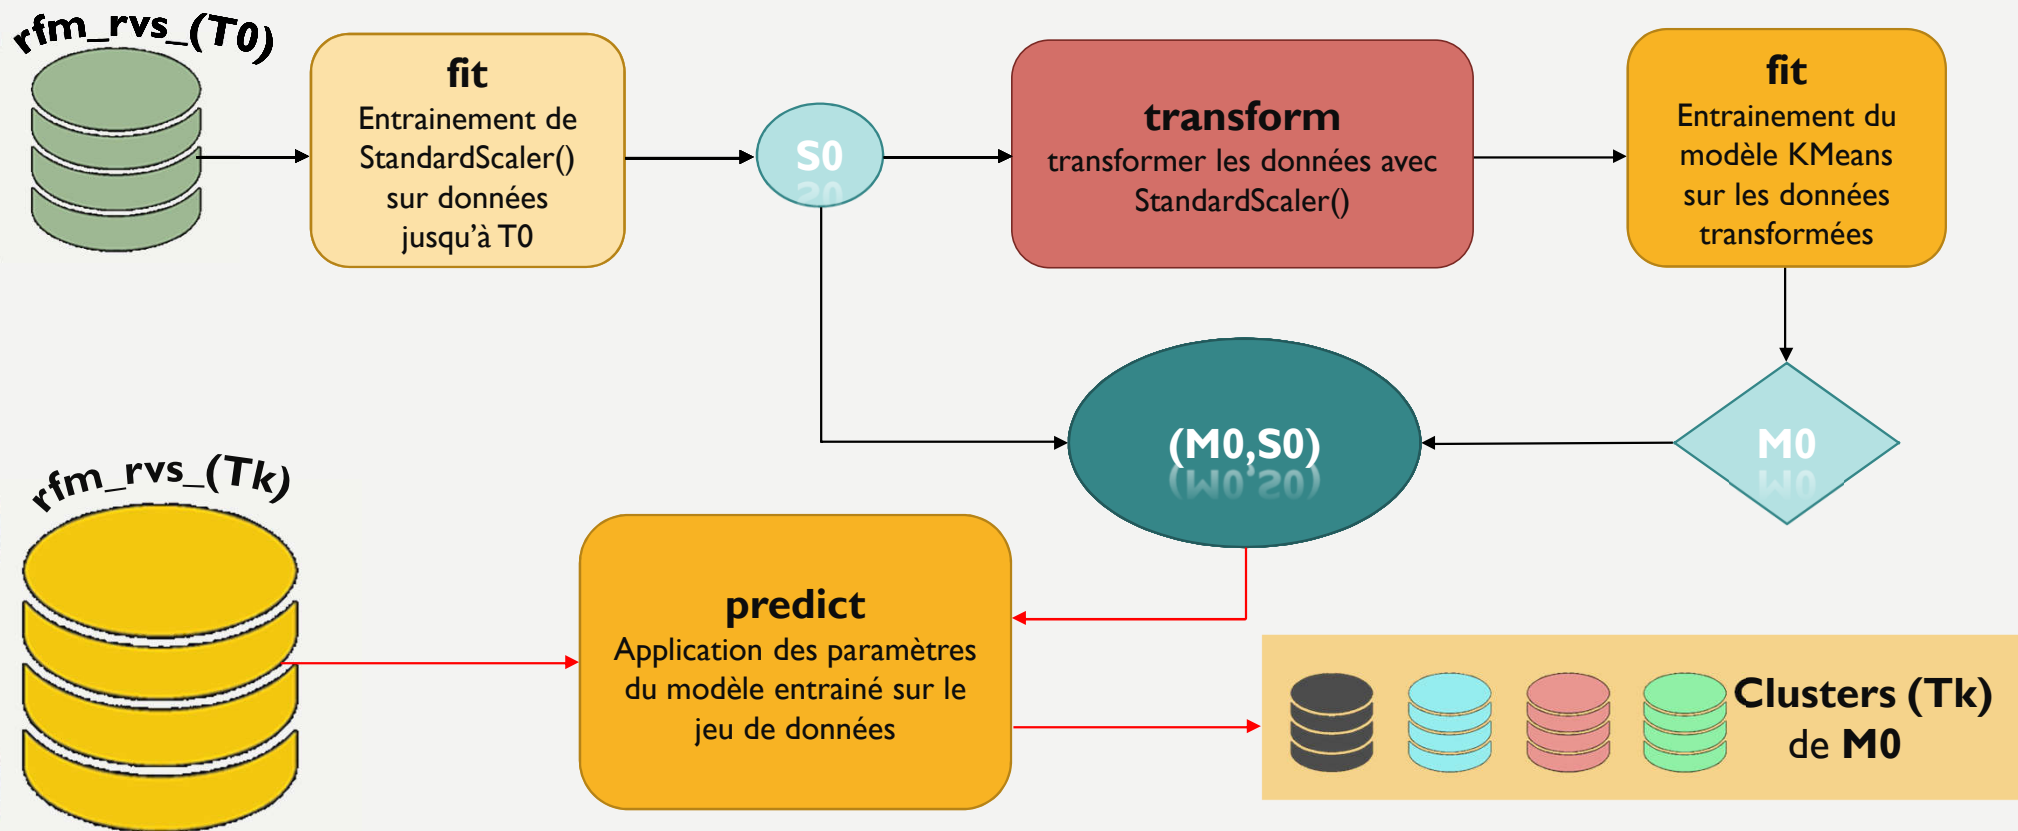 rfm_rvs_(T0)
fit
Entrainement de
StandardScaler()
sur données
jusqu'à T0
S0
transform
transformer les données avec
StandardScaler()
fit
Entrainement du
modèle KMeans
sur les données
transformées
(M0,S0)
M0
rfm_rvs_(Tk)
predict
Application des paramètres
du modèle entrainé sur le
jeu de données
Clusters (Tk)
de M0